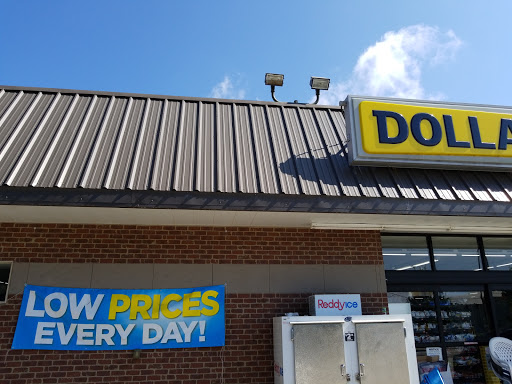 DOLLA
LOW PRICES
EVERY DAY!
Reddyice